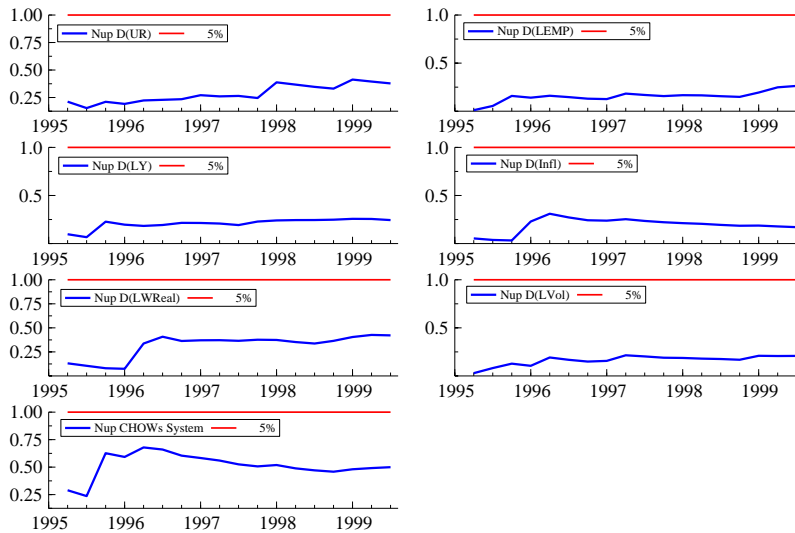 1.00
Nup D(UR) 5%
0.75
0.50
0.25
1995 1996 1997 1998 1999
1.0
Nup D(LEMP) 5%
0.5
1995 1996 1997 1998 1999
1.0
Nup D(LY) 5%
0.5
1995 1996 1997 1998 1999
1.0
Nup D(Infl) 5%
0.5
1995 1996 1997 1998 1999
1.00
Nup D(LWReal) 5%
0.75
0.50
0.25
1995 1996 1997 1998 1999
1.0
Nup D(LVol) 5%
0.5
1995 1996 1997 1998 1999
1.00
Nup CHOWs System 5%
0.75
0.50
0.25
1995 1996 1997 1998 1999